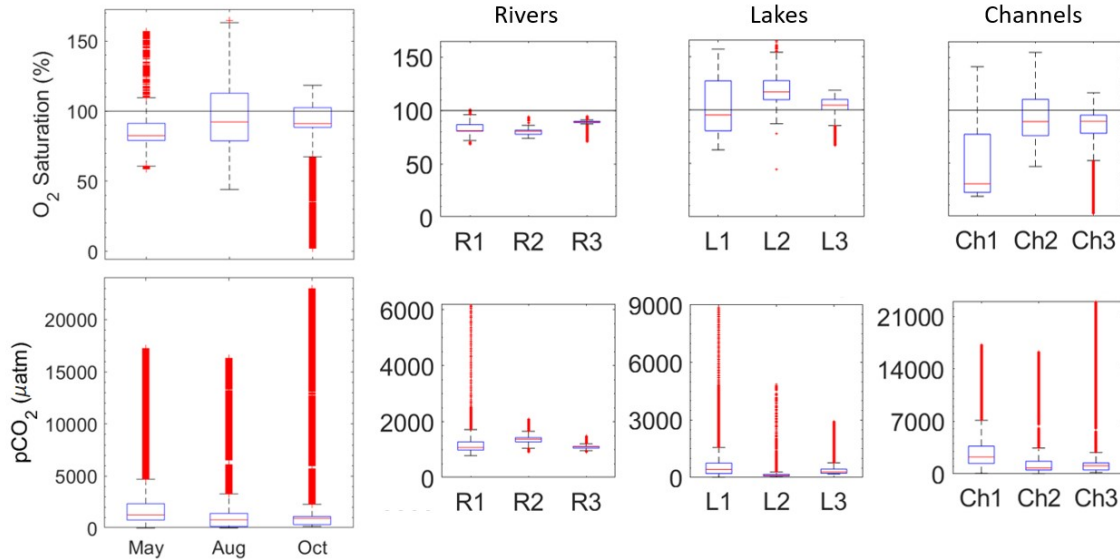 Rivers
Lakes
Channels
O2 Saturation (%)
150
100
50
0
150
100
50
0
R1 R2 R3
L1 L2 L3
Ch1 Ch2 Ch3
pCO2 (μatm)
20000
15000
10000
5000
0
May Aug Oct
6000
4000
2000
0
R1 R2 R3
9000
6000
3000
0
L1 L2 L3
21000
14000
7000
0
Ch1 Ch2 Ch3